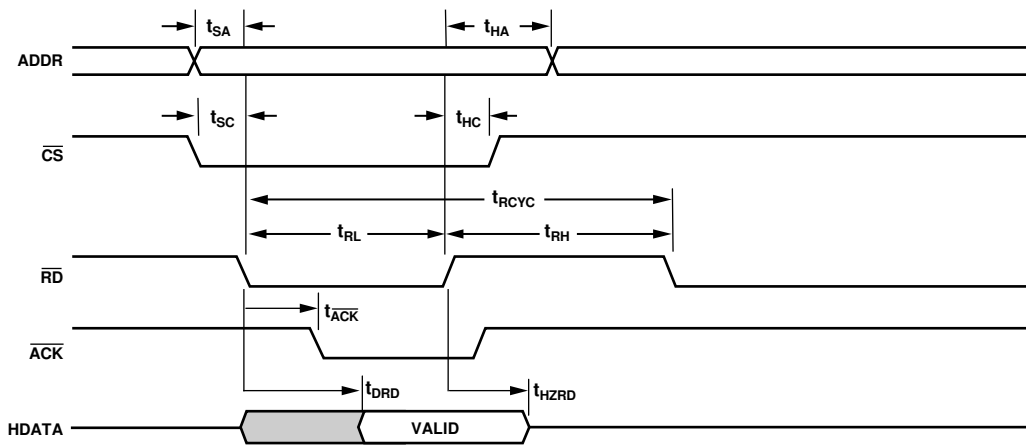 tSA
tHA
ADDR
tSC
tHC
CS
tRCYC
tRL
tRH
RD
tACK
ACK
tDRD
tHZRD
HDATA
VALID